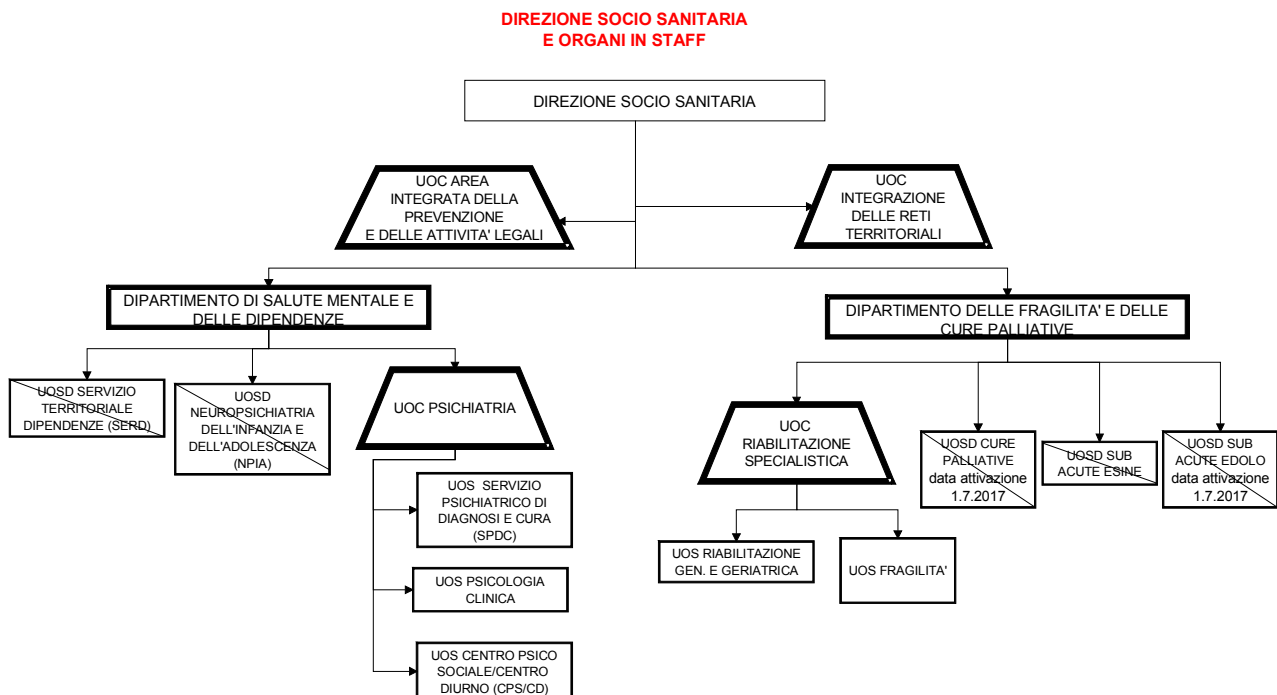 DIREZIONE SOCIO SANITARIA
E ORGANI IN STAFF
DIREZIONE SOCIO SANITARIA
UOC AREA
INTEGRATA DELLA
PREVENZIONE
E DELLE ATTIVITA' LEGALI
UOC
INTEGRAZIONE
DELLE RETI
TERRITORIALI
DIPARTIMENTO DI SALUTE MENTALE E
DELLE DIPENDENZE
DIPARTIMENTO DELLE FRAGILITA' E DELLE
CURE PALLIATIVE
UOSD SERVIZIO
TERRITORIALE
DIPENDENZE (SERD)
UOSD
NEUROPSICHIATRIA
DELL'INFANZIA E
DELL'ADOLESCENZA
(NPIA)
UOC PSICHIATRIA
UOC
RIABILITAZIONE
SPECIALISTICA
UOSD CURE
PALLIATIVE
data attivazione
1.7.2017
UOSD SUB
ACUTE ESINE
UOSD SUB
ACUTE EDOLO
data attivazione
1.7.2017
UOS SERVIZIO
PSICHIATRICO DI
DIAGNOSI E CURA
(SPDC)
UOS RIABILITAZIONE
GEN. E GERIATRICA
UOS FRAGILITA'
UOS PSICOLOGIA
CLINICA
UOS CENTRO PSICO
SOCIALE/CENTRO
DIURNO (CPS/CD)